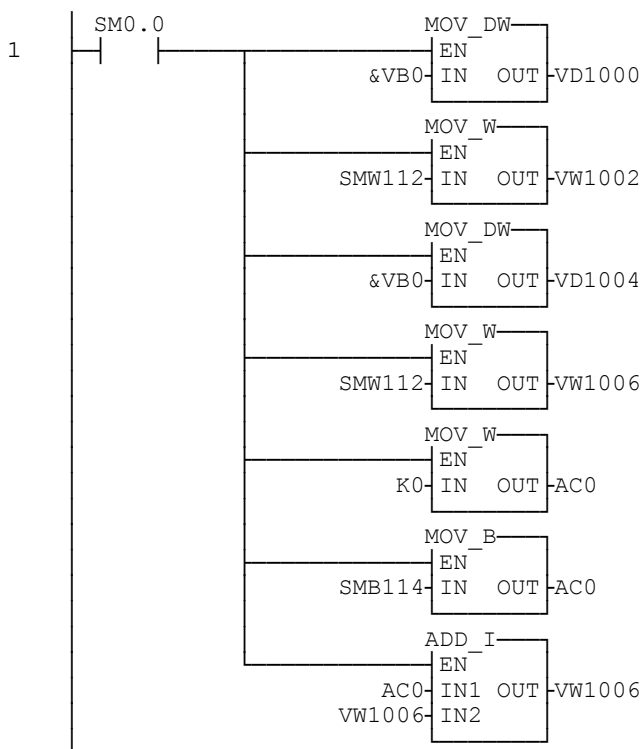 SM0.0
MOV_DW
1
EN
&VB0 IN OUT VD1000
MOV_W
EN
SMW112 IN OUT VW1002
MOV_DW
EN
&VB0 IN OUT VD1004
MOV_W
EN
SMW112 IN OUT VW1006
MOV_W
EN
K0 IN OUT AC0
MOV_B
EN
SMB114 IN OUT AC0
ADD_I
EN
AC0 IN1 OUT VW1006
VW1006 IN2